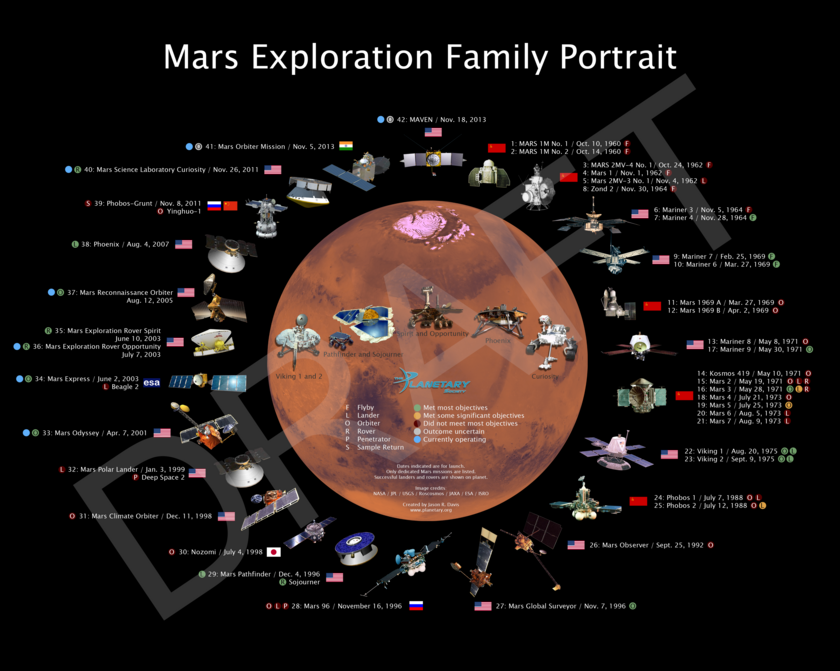 Mars Exploration Family Portrait
42: MAVEN / Nov. 18, 2013
41: Mars Orbiter Mission / Nov. 5, 2013
R 40: Mars Science Laboratory Curiosity / Nov. 26, 2011
S 39: Phobos-Grunt / Nov. 8, 2011
O Yinghuo-1
L 38: Phoenix / Aug. 4, 2007
O 37: Mars Reconnaissance Orbiter
Aug. 12, 2005
R 35: Mars Exploration Rover Spirit
June 10, 2003
R 36: Mars Exploration Rover Opportunity
July 7, 2003
O 34: Mars Express / June 2, 2003
esa
L Beagle 2
O 33: Mars Odyssey / Apr. 7, 2001
L 32: Mars Polar Lander / Jan. 3, 1999
P Deep Space 2
O 31: Mars Climate Orbiter / Dec. 11, 1998
O 30: Nozomi / July 4, 1998
L 29: Mars Pathfinder / Dec. 4, 1996
R Sojourner
O L P 28: Mars 96 / November 16, 1996
1: MARS 1M No. 1 / Oct. 10, 1960 F
2: MARS 1M No. 2 / Oct. 14, 1960 F
3: MARS 2MV-4 No. 1/ Oct. 24, 1962 F
4: Mars 1 / Nov. 1, 1962 F
5: Mars 2MV-3 No. 1/ Nov. 4, 1962 L
8: Zond 2 / Nov. 30, 1964 F
6: Mariner 3 / Nov. 5, 1964 F
7: Mariner 4 / Nov. 28, 1964 F
9: Mariner 7 / Feb. 25, 1969 F
10: Mariner 6 / Mar. 27, 1969 F
11: Mars 1969 A / Mar. 27, 1969 O
12: Mars 1969 B / Apr. 2, 1969 O
13: Mariner 8 / May 8, 1971 O
17: Mariner 9 / May 30, 1971 O
14: Kosmos 419 / May 10, 1971 O
15: Mars 2 / May 19, 1971 O L R
16: Mars 3 / May 28, 1971 O L R
18: Mars 4 / July 21, 1973 O
19: Mars 5 / July 25, 1973 O
20: Mars 6 / Aug. 5, 1973 L
21: Mars 7 / Aug. 9, 1973 L
22: Viking 1 / Aug. 20, 1975 O L
23: Viking 2 / Sept. 9, 1975 O L
24: Phobos 1 / July 7, 1988 O L
25: Phobos 2 / July 12, 1988 O L
26: Mars Observer / Sept. 25, 1992 O
27: Mars Global Surveyor / Nov. 7, 1996 O
Viking 1 and 2
Pathfinder and Sojourner
Spirit and Opportunity
Phoenix
Curiosity
PLANETARY
Society
F Flyby
L Lander
O Orbiter
R Rover
P Penetrator
S Sample Return
Met most objectives
Met some significant objectives
Did not meet most objectives
Outcome uncertain
Currently operating
Dates indicated are for launch.
Only dedicated Mars missions are listed.
Successful landers and rovers are shown on planet.
Image credits:
NASA / JPL / USGS / Roscosmos / JAXA / ESA / ISRO
Created by Jason R. Davis
www.planetary.org
DRAFT